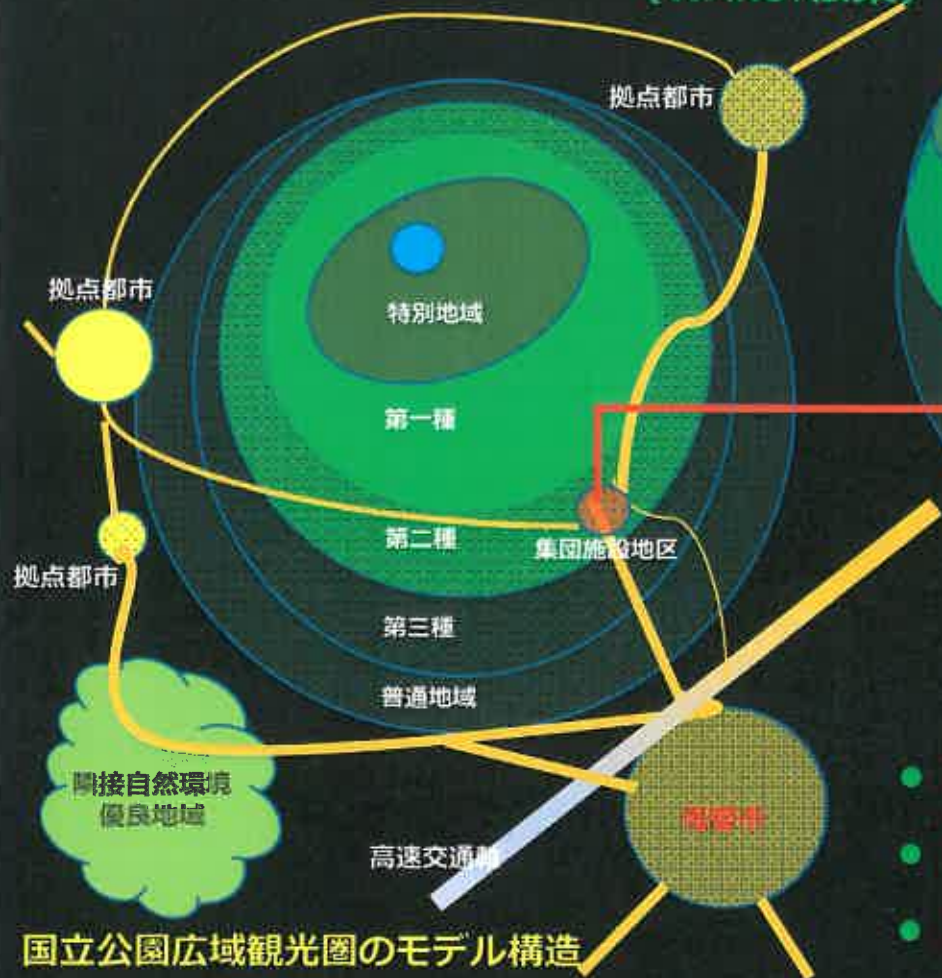 拠点都市
拠点都市
特別地域
第一種
第二種
集団施設地区
拠点都市
第三種
普通地域
隣接自然環境
優良地域
高速交通軸
国立公園広域観光圏のモデル構造